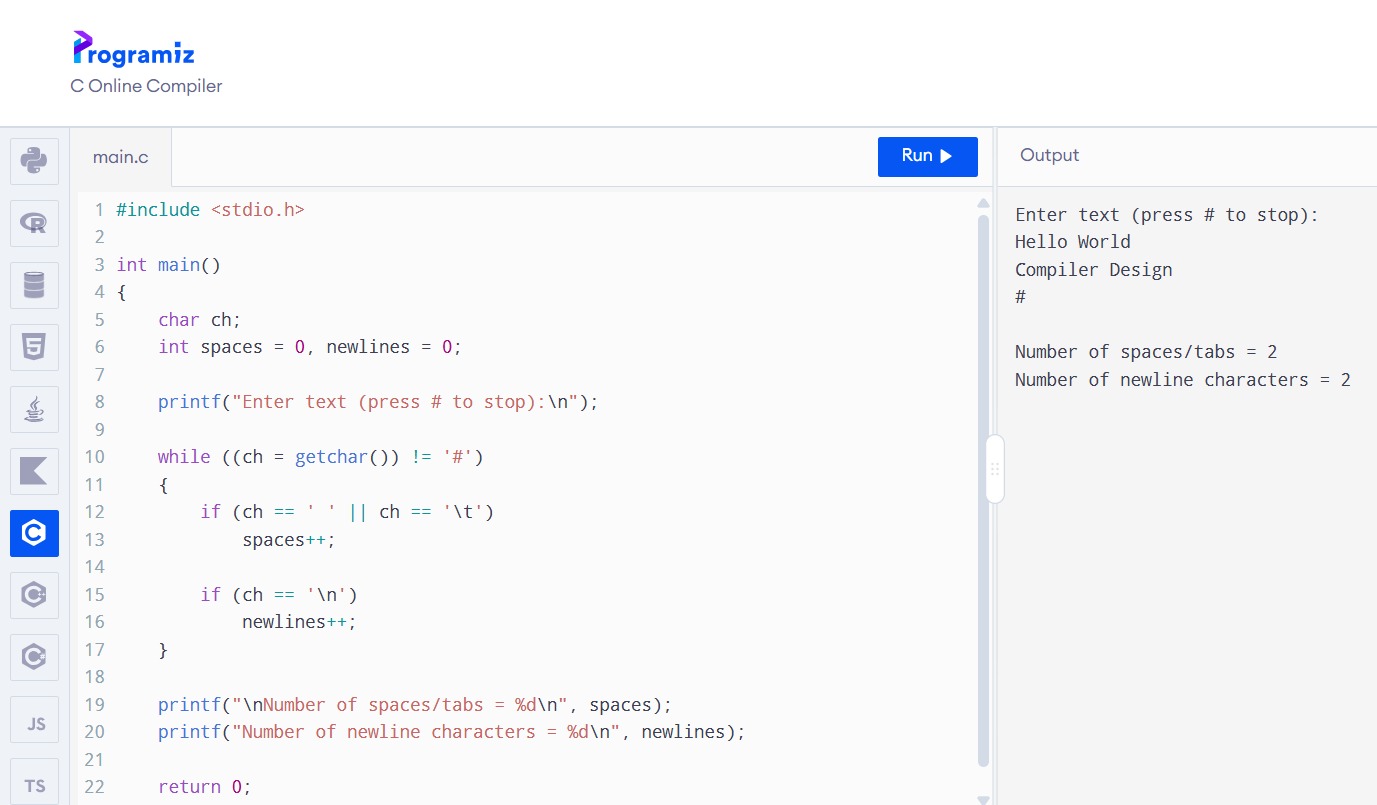 Programiz
C Online Compiler
main.c
Run
Output
1 #include <stdio.h>
2
3 int main()
4 {
5     char ch;
6     int spaces = 0, newlines = 0;
7
8     printf("Enter text (press # to stop):\n");
9
10     while ((ch = getchar()) != '#')
11     {
12         if (ch == ' ' || ch == '\t')
13             spaces++;
14
15         if (ch == '\n')
16             newlines++;
17     }
18
19     printf("\nNumber of spaces/tabs = %d\n", spaces);
20     printf("Number of newline characters = %d\n", newlines);
21
22     return 0;
Enter text (press # to stop):
Hello World
Compiler Design
#
Number of spaces/tabs = 2
Number of newline characters = 2
R
5
C
C++
C#
JS
TS